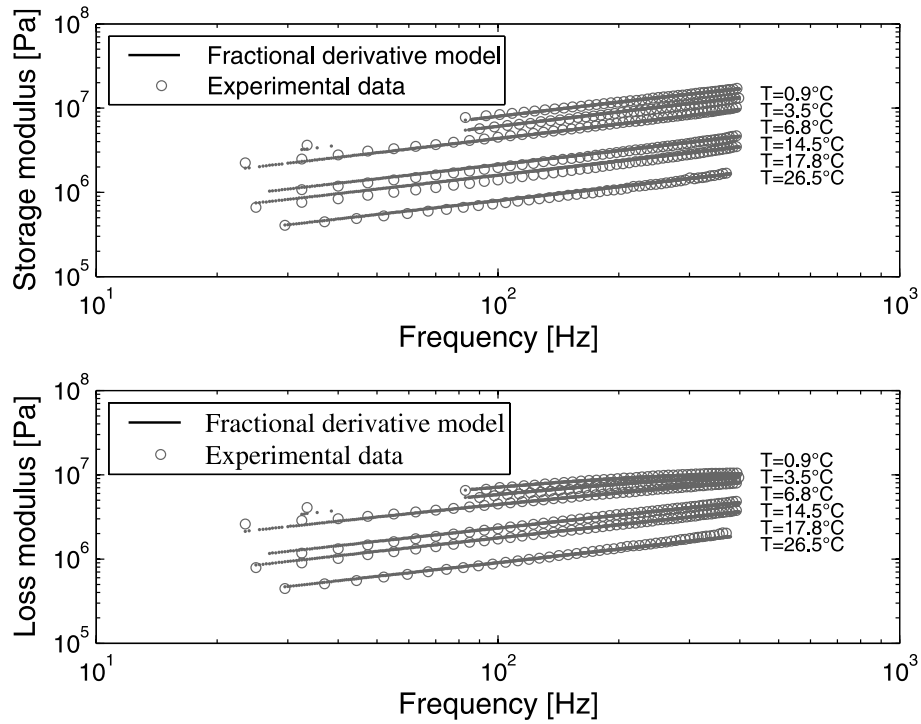 Storage modulus [Pa]
10^8
10^7
10^6
10^5
Fractional derivative model
Experimental data
T=0.9°C
T=3.5°C
T=6.8°C
T=14.5°C
T=17.8°C
T=26.5°C
10^1
10^2
10^3
Frequency [Hz]
Loss modulus [Pa]
10^8
10^7
10^6
10^5
Fractional derivative model
Experimental data
T=0.9°C
T=3.5°C
T=6.8°C
T=14.5°C
T=17.8°C
T=26.5°C
10^1
10^2
10^3
Frequency [Hz]